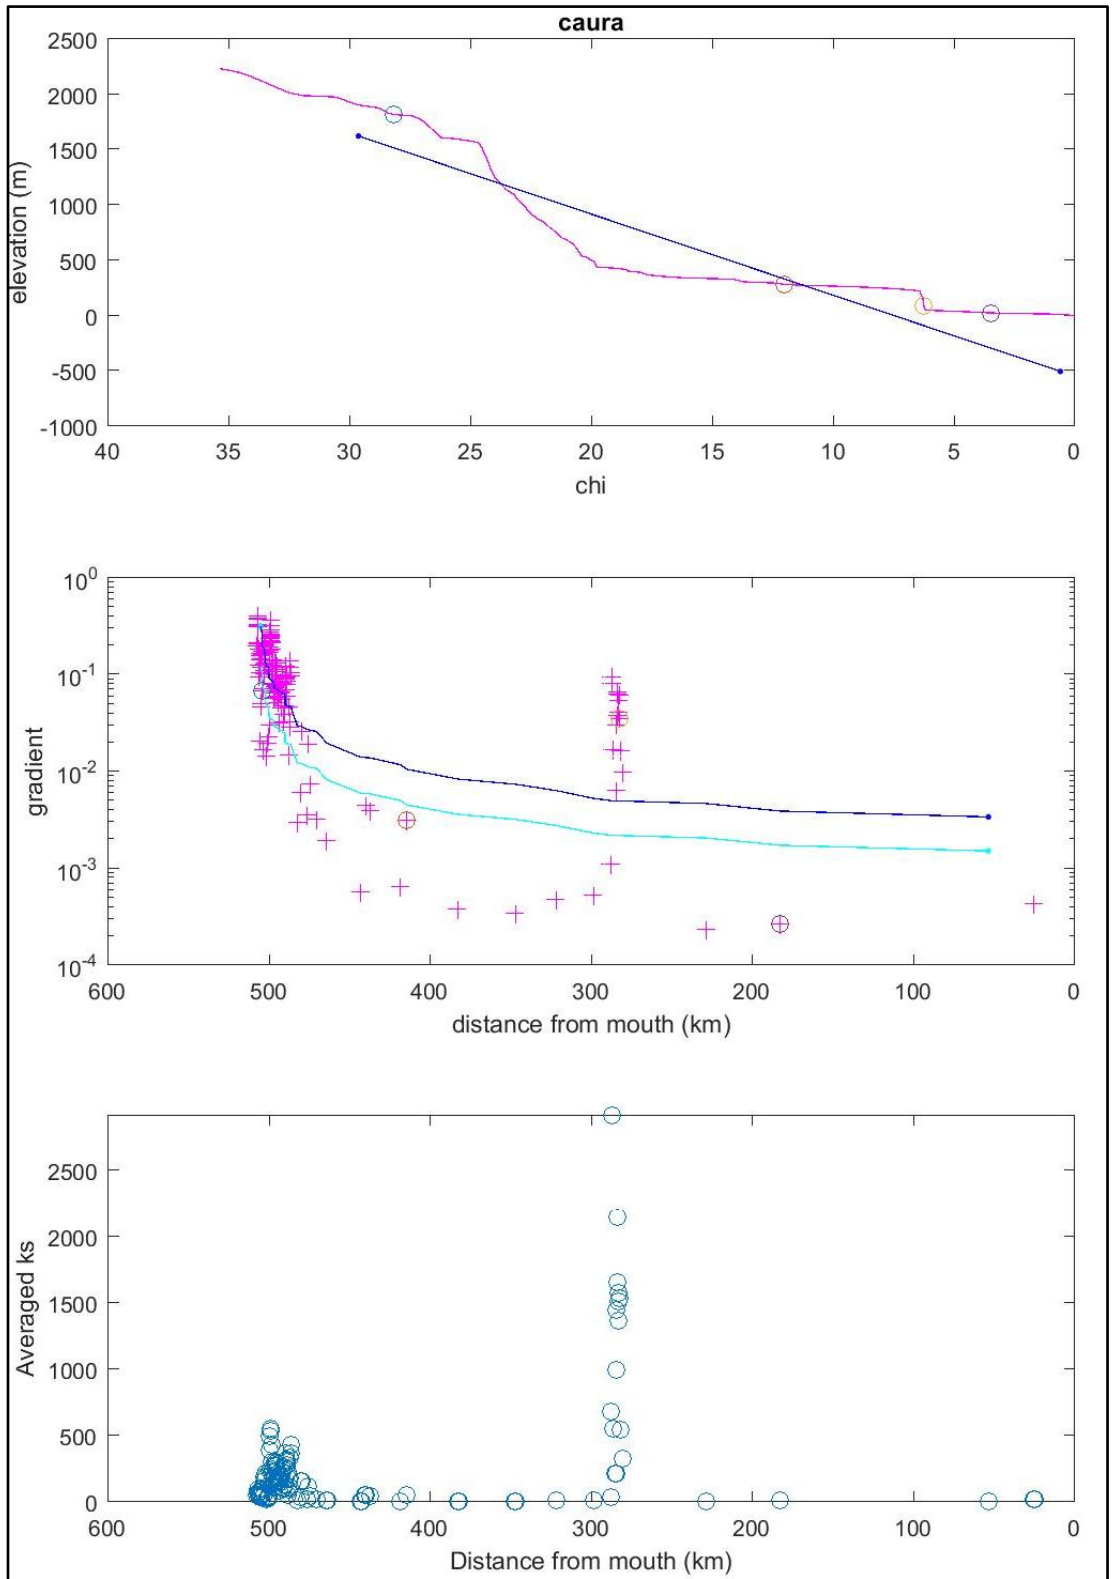 caura
2500
2000
1500
1000
500
0
-500
-1000
elevation (m)
40 35 30 25 20 15 10 5 0
chi
10^0
10^-1
10^-2
10^-3
10^-4
gradient
600 500 400 300 200 100 0
distance from mouth (km)
2500
2000
1500
1000
500
0
Averaged ks
600 500 400 300 200 100 0
Distance from mouth (km)